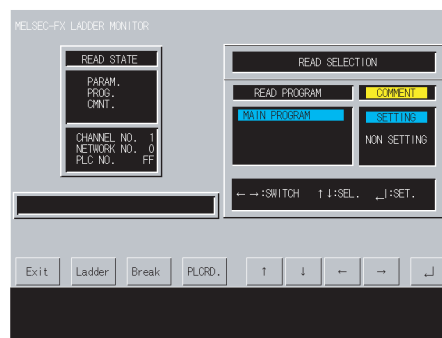 MELSEC-FX LADDER MONITOR
READ STATE
PARAM.
PROG.
CMNT.
CHANNEL NO. 1
NETWORK NO. 0
PLC NO. FF
READ SELECTION
READ PROGRAM
COMMENT
MAIN PROGRAM
SETTING
NON SETTING
←→:SWITCH ↑↓:SEL. ↵:SET.
Exit Ladder Break PLCRD. ↑ ↓ ← → ↵